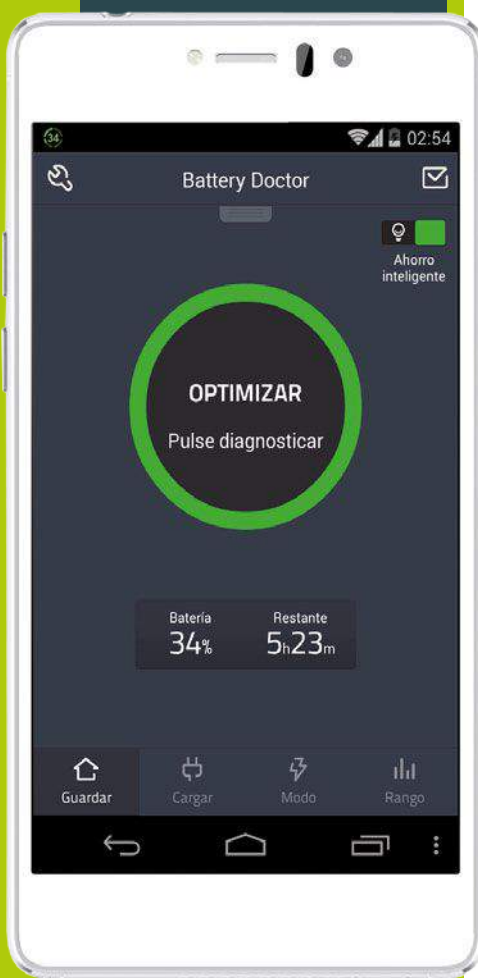 34
02:54
Battery Doctor
Ahorro
inteligente
OPTIMIZAR
Pulse diagnosticar
Batería
Restante
34%
5h23m
Guardar
Cargar
Modo
Rango